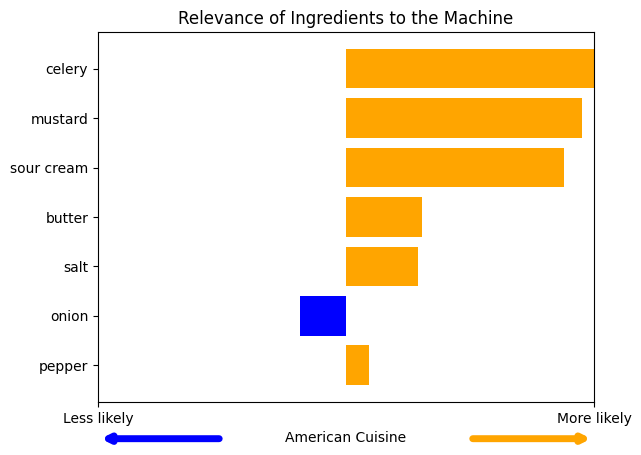 Relevance of Ingredients to the Machine
celery
mustard
sour cream
butter
salt
onion
pepper
Less likely
More likely
American Cuisine